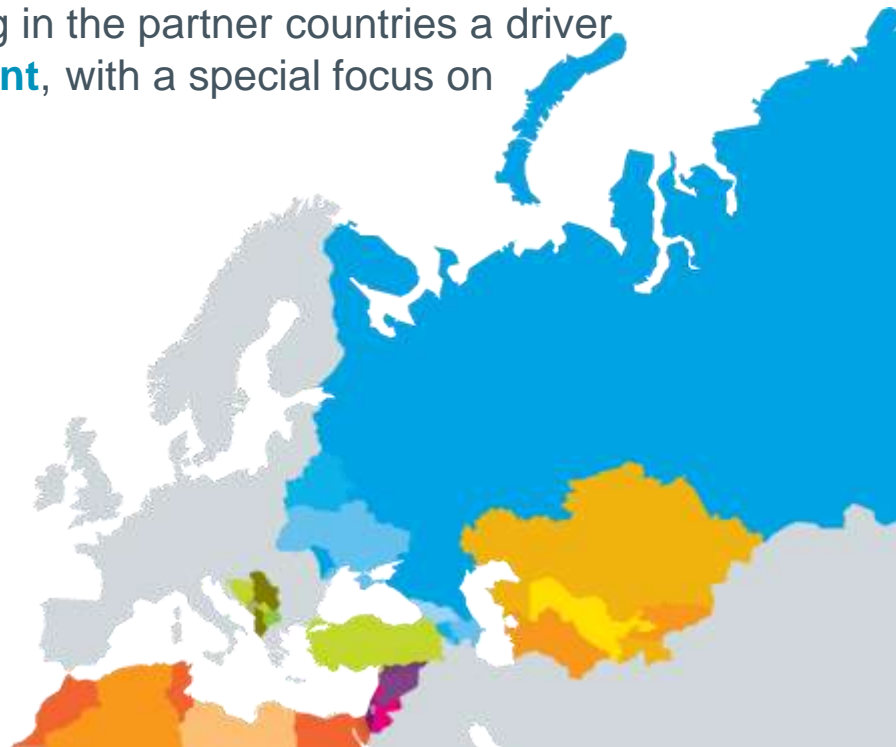 g in the partner countries a driver
nt, with a special focus on